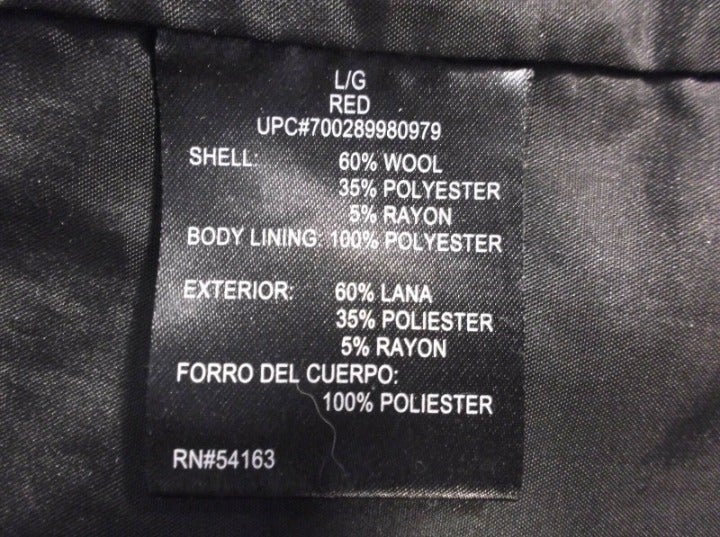 L/G
RED
UPC#700289980979
SHELL: 60% WOOL
35% POLYESTER
5% RAYON
BODY LINING: 100% POLYESTER
EXTERIOR: 60% LANA
35% POLIESTER
5% RAYON
FORRO DEL CUERPO:
100% POLIESTER
RN#54163